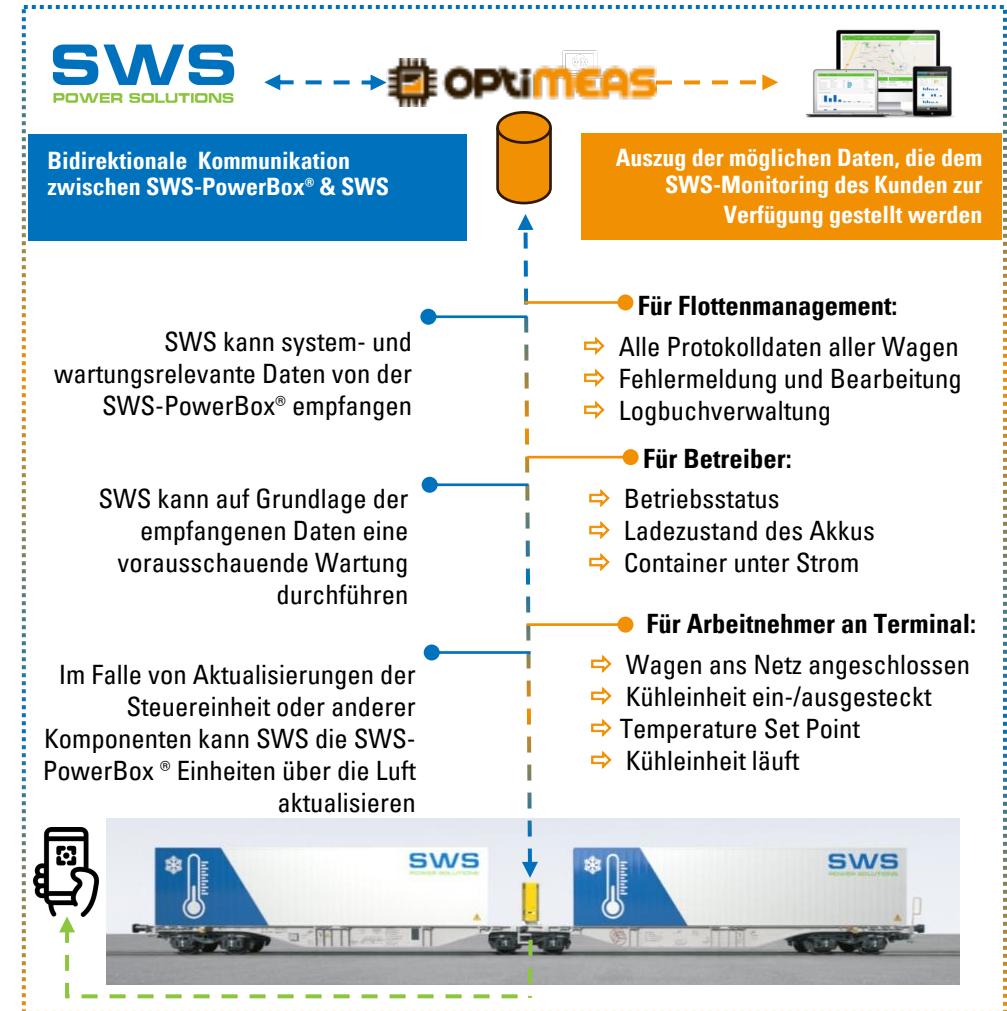 SWS
POWER SOLUTIONS
OPtiMEAS
Bidirektionale Kommunikation
zwischen SWS-PowerBox® & SWS
Auszug der möglichen Daten, die dem
SWS-Monitoring des Kunden zur
Verfügung gestellt werden
SWS kann system- und
wartungsrelevante Daten von der
SWS-PowerBox® empfangen
SWS kann auf Grundlage der
empfangenen Daten eine
vorausschauende Wartung
durchführen
Im Falle von Aktualisierungen der
Steuereinheit oder anderer
Komponenten kann SWS die SWS-
PowerBox ® Einheiten über die Luft
aktualisieren
Für Flottenmanagement:
⇨ Alle Protokolldaten aller Wagen
⇨ Fehlermeldung und Bearbeitung
⇨ Logbuchverwaltung
Für Betreiber:
⇨ Betriebsstatus
⇨ Ladezustand des Akkus
⇨ Container unter Strom
Für Arbeitnehmer an Terminal:
⇨ Wagen ans Netz angeschlossen
⇨ Kühleinheit ein-/ausgesteckt
⇨ Temperature Set Point
⇨ Kühleinheit läuft
SWS
POWER SOLUTIONS
SWS
POWER SOLUTIONS